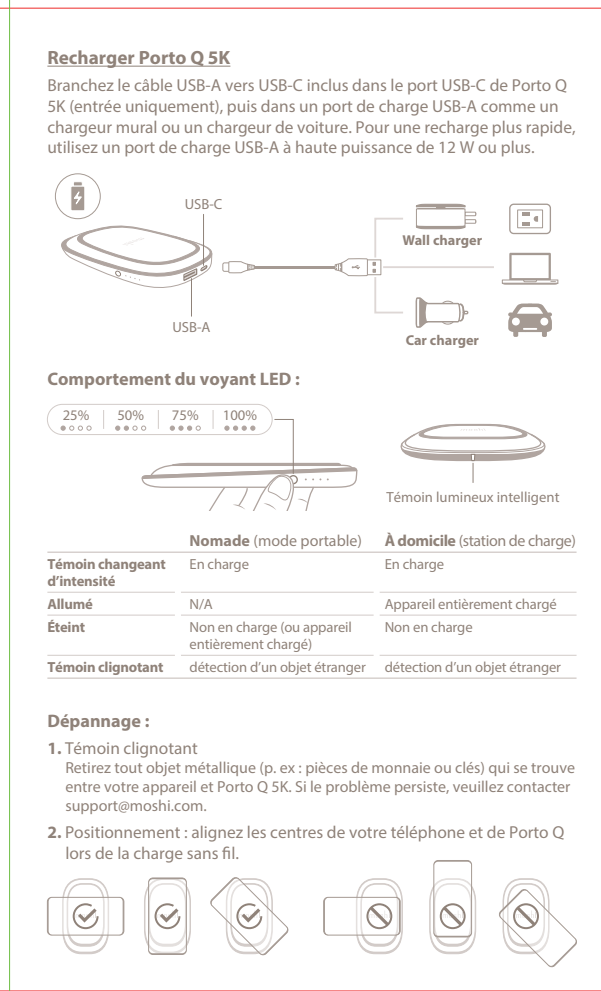 Recharger Porto Q 5K
Branchez le câble USB-A vers USB-C inclus dans le port USB-C de Porto Q
5K (entrée uniquement), puis dans un port de charge USB-A comme un
chargeur mural ou un chargeur de voiture. Pour une recharge plus rapide,
utilisez un port de charge USB-A à haute puissance de 12 W ou plus.
USB-C
Wall charger
USB-A
Car charger
Comportement du voyant LED :
25% 50% 75% 100%
Témoin lumineux intelligent
Nomade (mode portable) À domicile (station de charge)
Témoin changeant En charge En charge
d'intensité
Allumé N/A Appareil entièrement chargé
Éteint Non en charge (ou appareil Non en charge
entièrement chargé)
Témoin clignotant détection d'un objet étranger détection d'un objet étranger
Dépannage :
1. Témoin clignotant
Retirez tout objet métallique (p. ex : pièces de monnaie ou clés) qui se trouve
entre votre appareil et Porto Q 5K. Si le problème persiste, veuillez contacter
support@moshi.com.
2. Positionnement : alignez les centres de votre téléphone et de Porto Q
lors de la charge sans fil.